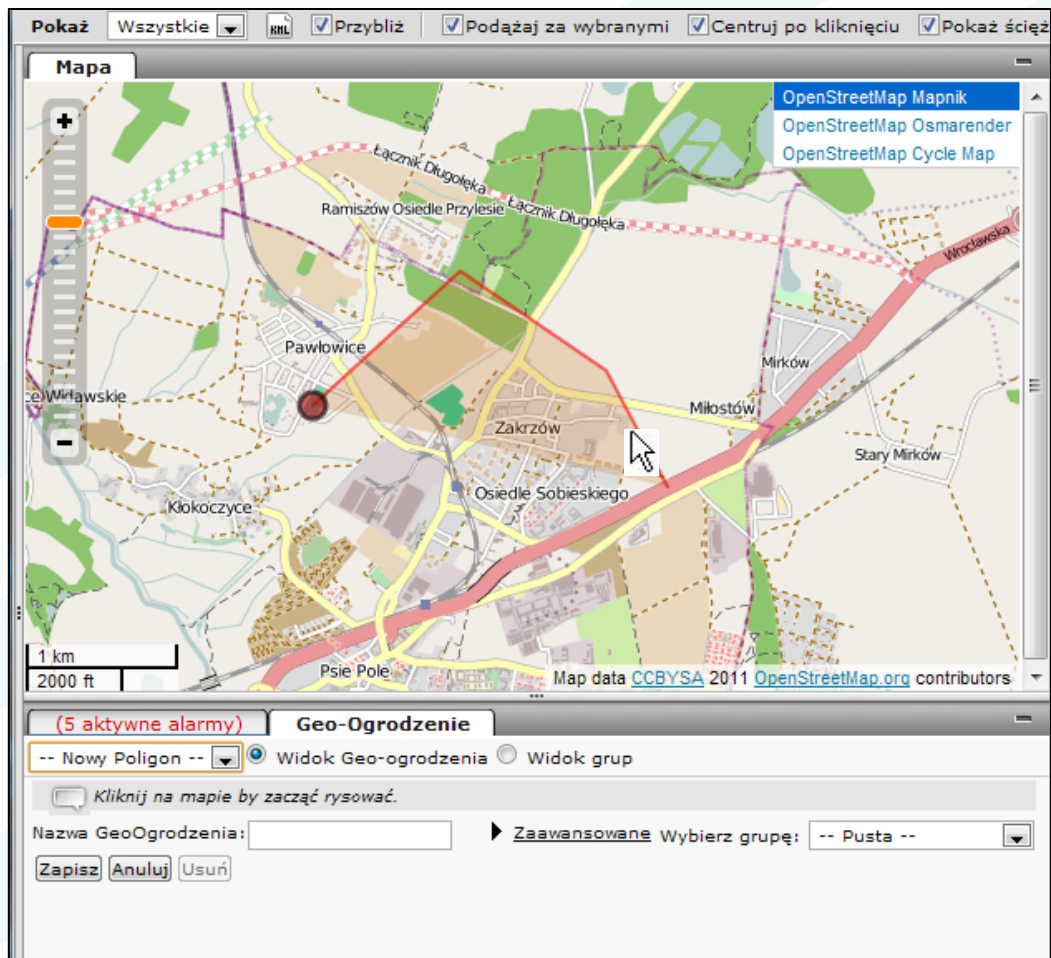 Pokaż Wszystkie KML Przybliż Podążaj za wybranymi Centruj po kliknięciu Pokaż ścież
Mapa
OpenStreetMap Mapnik
OpenStreetMap Osmarender
OpenStreetMap Cycle Map
Łącznik Długołęka
Ramiszów Osiedle Przylesie
Łącznik Długołęka
Wrocławska
Pawłowice
Mirków
ce Widawskie
Miłostów
Zakrzów
Stary Mirków
Osiedle Sobieskiego
Kłokoczyce
1 km
2000 ft
Psie Pole
Map data CCBYSA 2011 OpenStreetMap.org contributors
(5 aktywne alarmy) Geo-Ogrodzenie
-- Nowy Poligon -- Widok Geo-ogrodzenia Widok grup
Kliknij na mapie by zacząć rysować.
Nazwa GeoOgrodzenia: Zaawansowane Wybierz grupę: -- Pusta --
Zapisz Anuluj Usuń